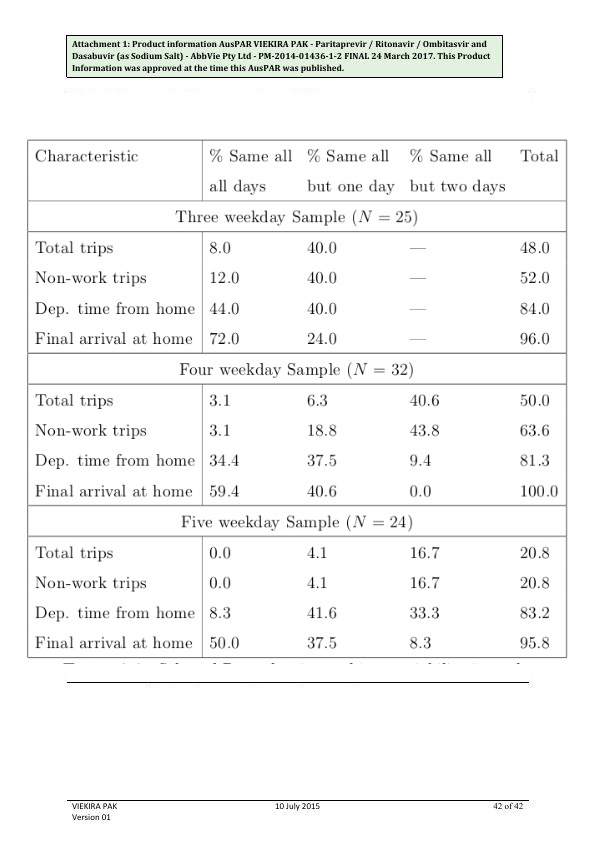 Attachment 1: Product information AusPAR VIEKIRA PAK - Paritaprevir / Ritonavir / Ombitasvir and
Dasabuvir (as Sodium Salt) - AbbVie Pty Ltd - PM-2014-01436-1-2 FINAL 24 March 2017. This Product
Information was approved at the time this AusPAR was published.
Characteristic % Same all % Same all % Same all Total
all days but one day but two days
Three weekday Sample (N = 25)
Total trips 8.0 40.0 — 48.0
Non-work trips 12.0 40.0 — 52.0
Dep. time from home 44.0 40.0 — 84.0
Final arrival at home 72.0 24.0 — 96.0
Four weekday Sample (N = 32)
Total trips 3.1 6.3 40.6 50.0
Non-work trips 3.1 18.8 43.8 63.6
Dep. time from home 34.4 37.5 9.4 81.3
Final arrival at home 59.4 40.6 0.0 100.0
Five weekday Sample (N = 24)
Total trips 0.0 4.1 16.7 20.8
Non-work trips 0.0 4.1 16.7 20.8
Dep. time from home 8.3 41.6 33.3 83.2
Final arrival at home 50.0 37.5 8.3 95.8
VIEKIRA PAK 10 July 2015 42 of 42
Version 01